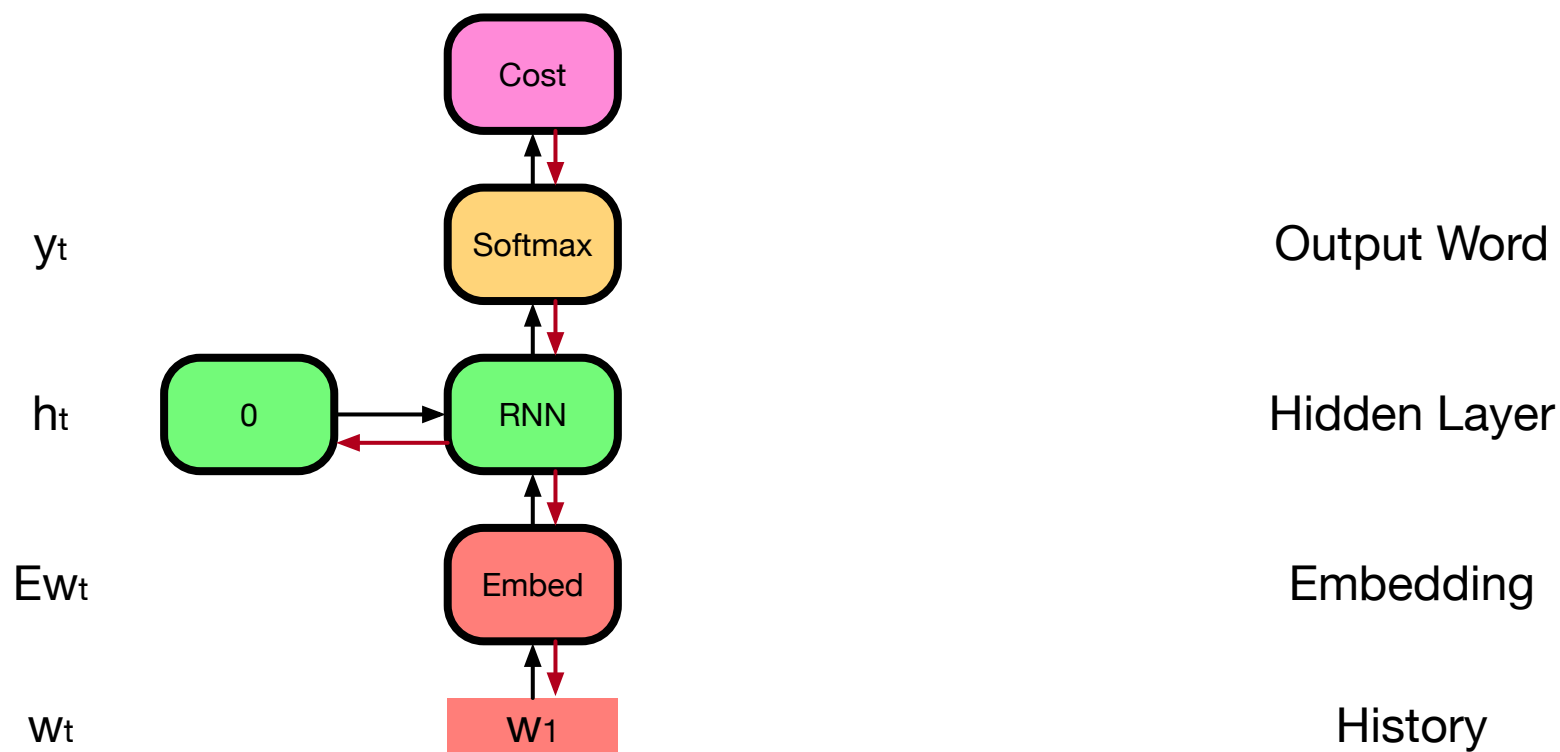 Cost
yt Softmax Output Word
ht 0 RNN Hidden Layer
Ewt Embed Embedding
wt w1 History